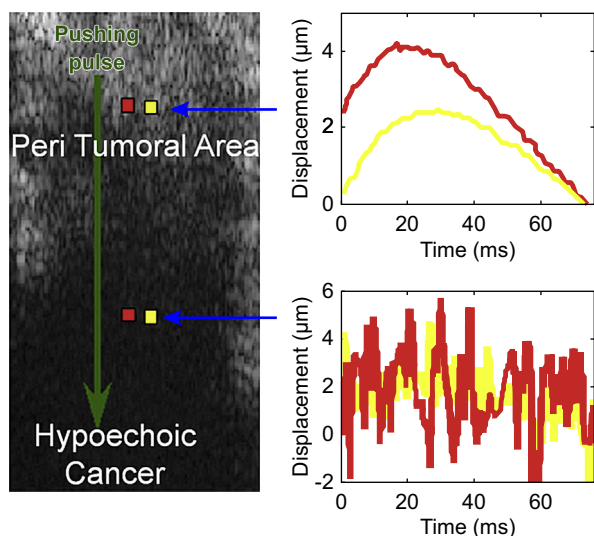 Pushing
pulse
Peri Tumoral Area
Hypoechoic
Cancer
Displacement (µm)
4
2
0
0 20 40 60
Time (ms)
Displacement (µm)
6
4
2
0
-2
0 20 40 60
Time (ms)